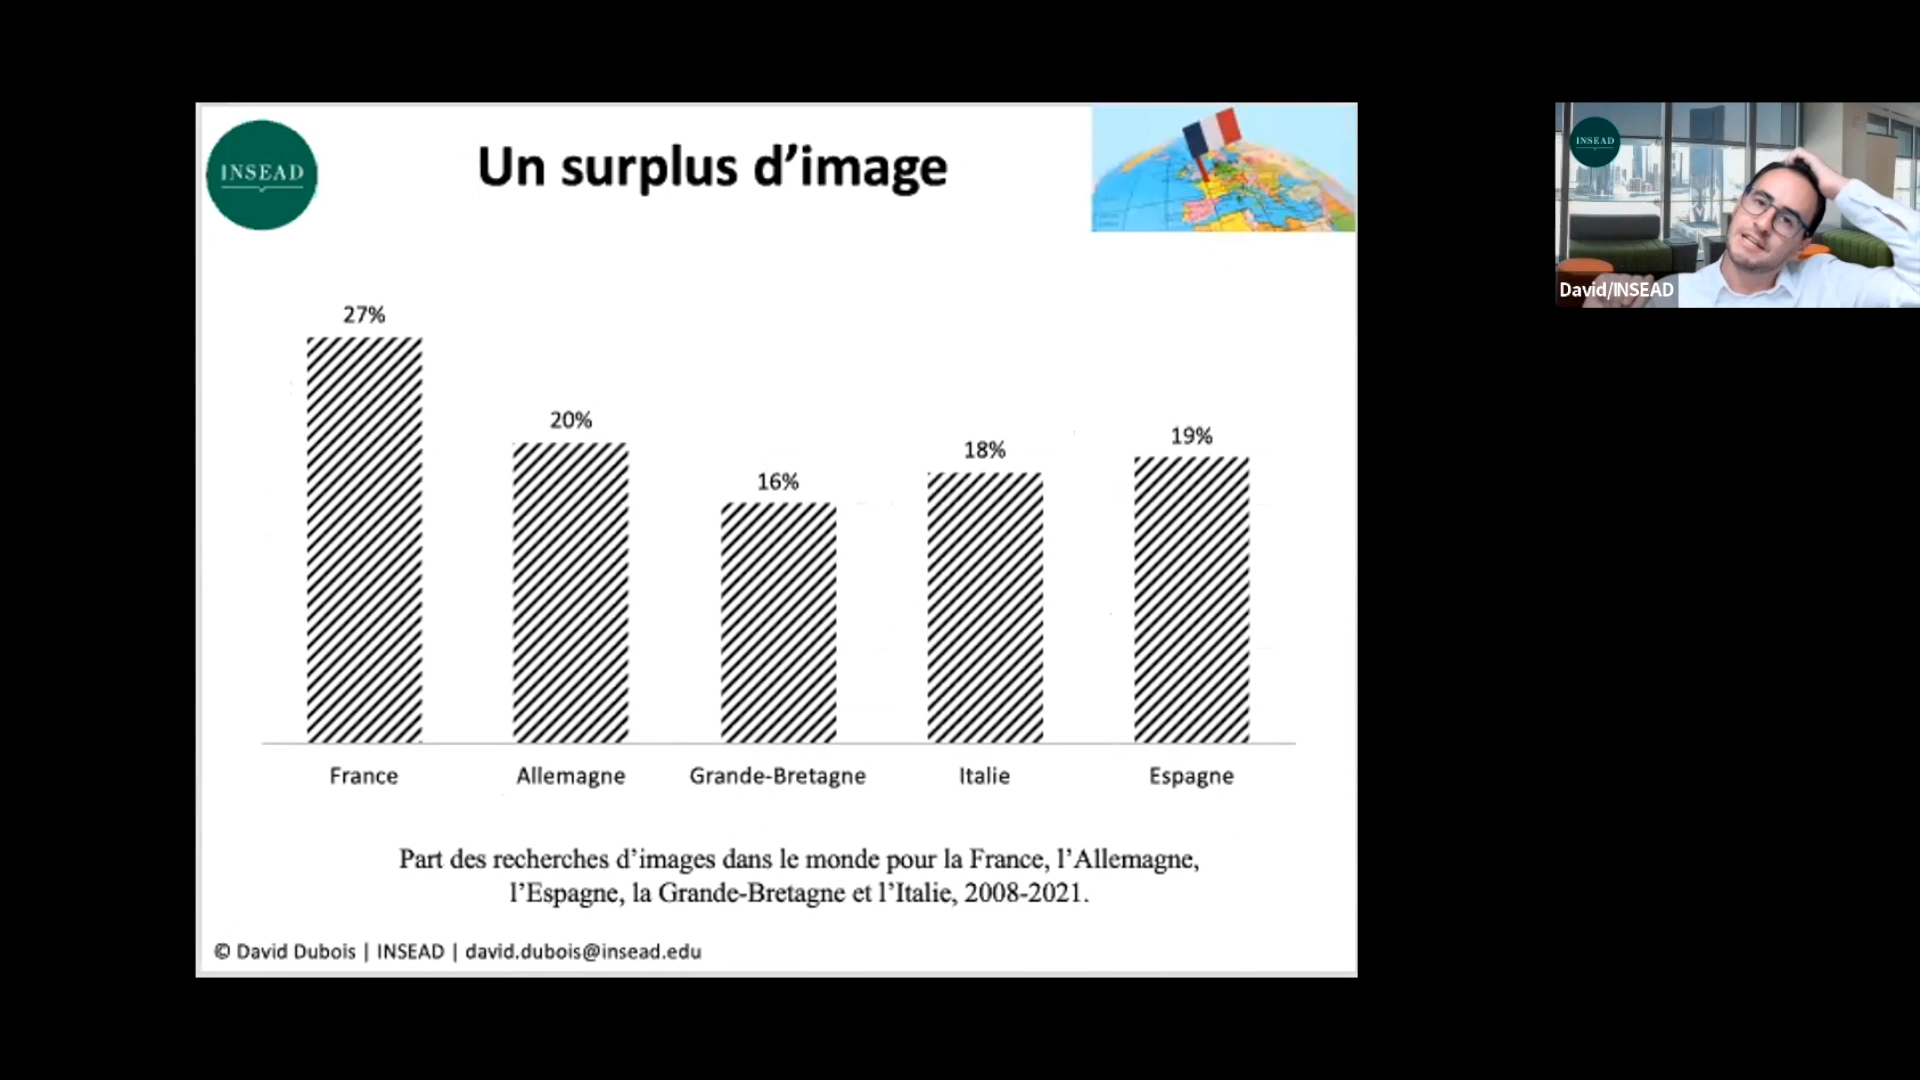 INSEAD
Un surplus d’image
INSEAD
David/INSEAD
27%
20%
16%
18%
19%
France
Allemagne
Grande-Bretagne
Italie
Espagne
Part des recherches d’images dans le monde pour la France, l’Allemagne,
l’Espagne, la Grande-Bretagne et l’Italie, 2008-2021.
© David Dubois | INSEAD | david.dubois@insead.edu